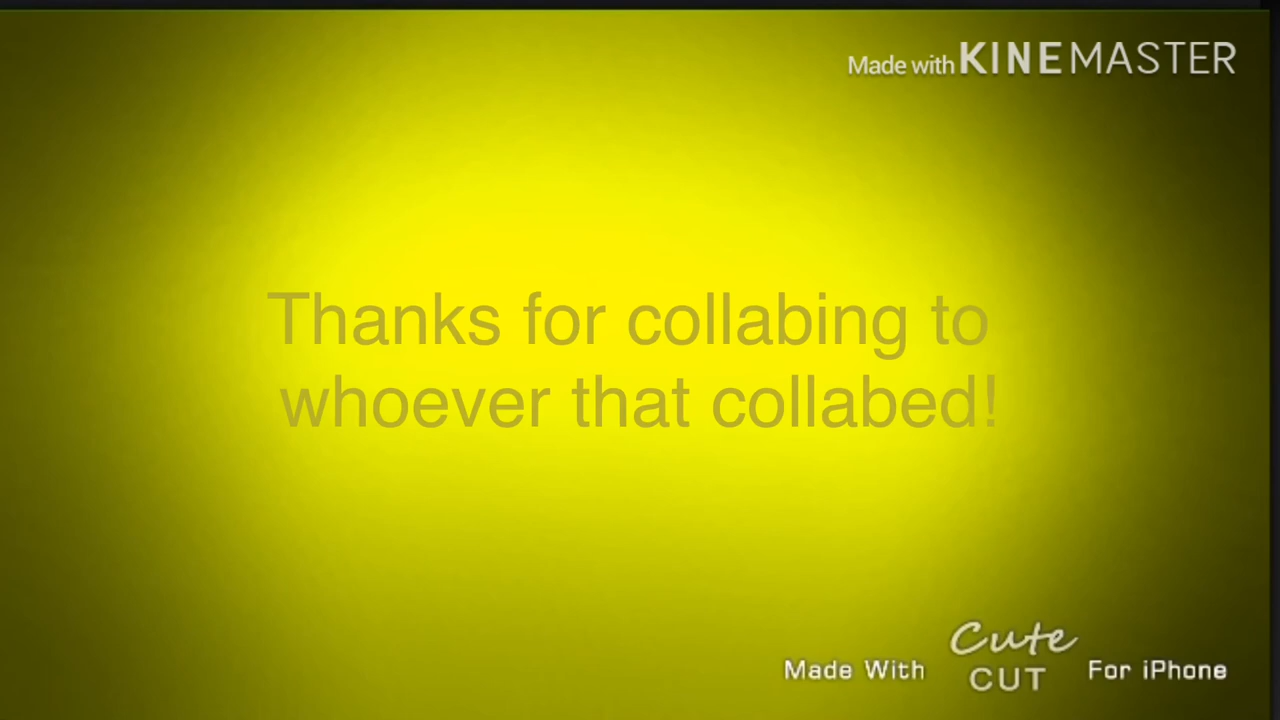 Made with KINEMASTER
Thanks for collabing to
whoever that collabed!
Made With Cute CUT For iPhone